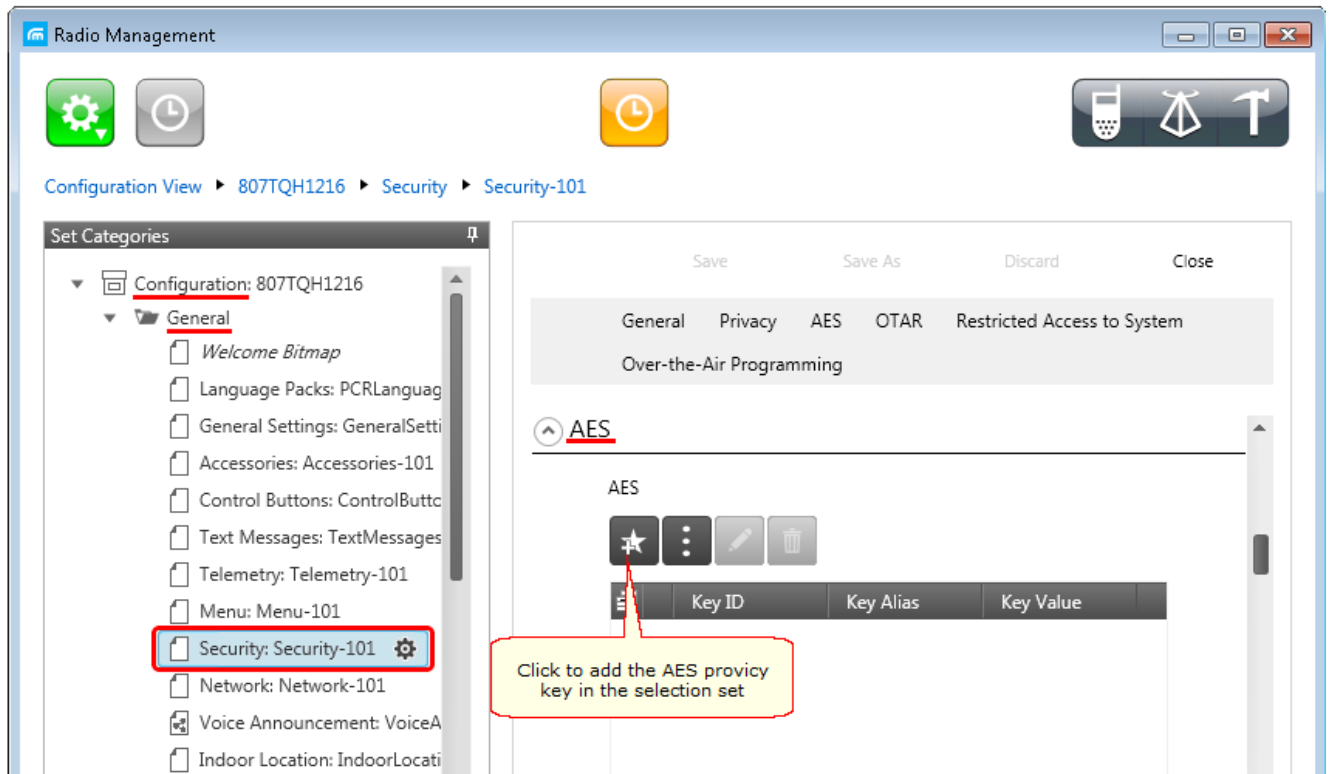 Radio Management
Configuration View ▶ 807TQH1216 ▶ Security ▶ Security-101
Set Categories
Configuration: 807TQH1216
General
Welcome Bitmap
Language Packs: PCRLanguag
General Settings: GeneralSetti
Accessories: Accessories-101
Control Buttons: ControlButtc
Text Messages: TextMessages
Telemetry: Telemetry-101
Menu: Menu-101
Security: Security-101
Network: Network-101
Voice Announcement: VoiceA
Indoor Location: IndoorLocati
Save Save As Discard Close
General Privacy AES OTAR Restricted Access to System
Over-the-Air Programming
AES
AES
Key ID Key Alias Key Value
Click to add the AES provicy
key in the selection set